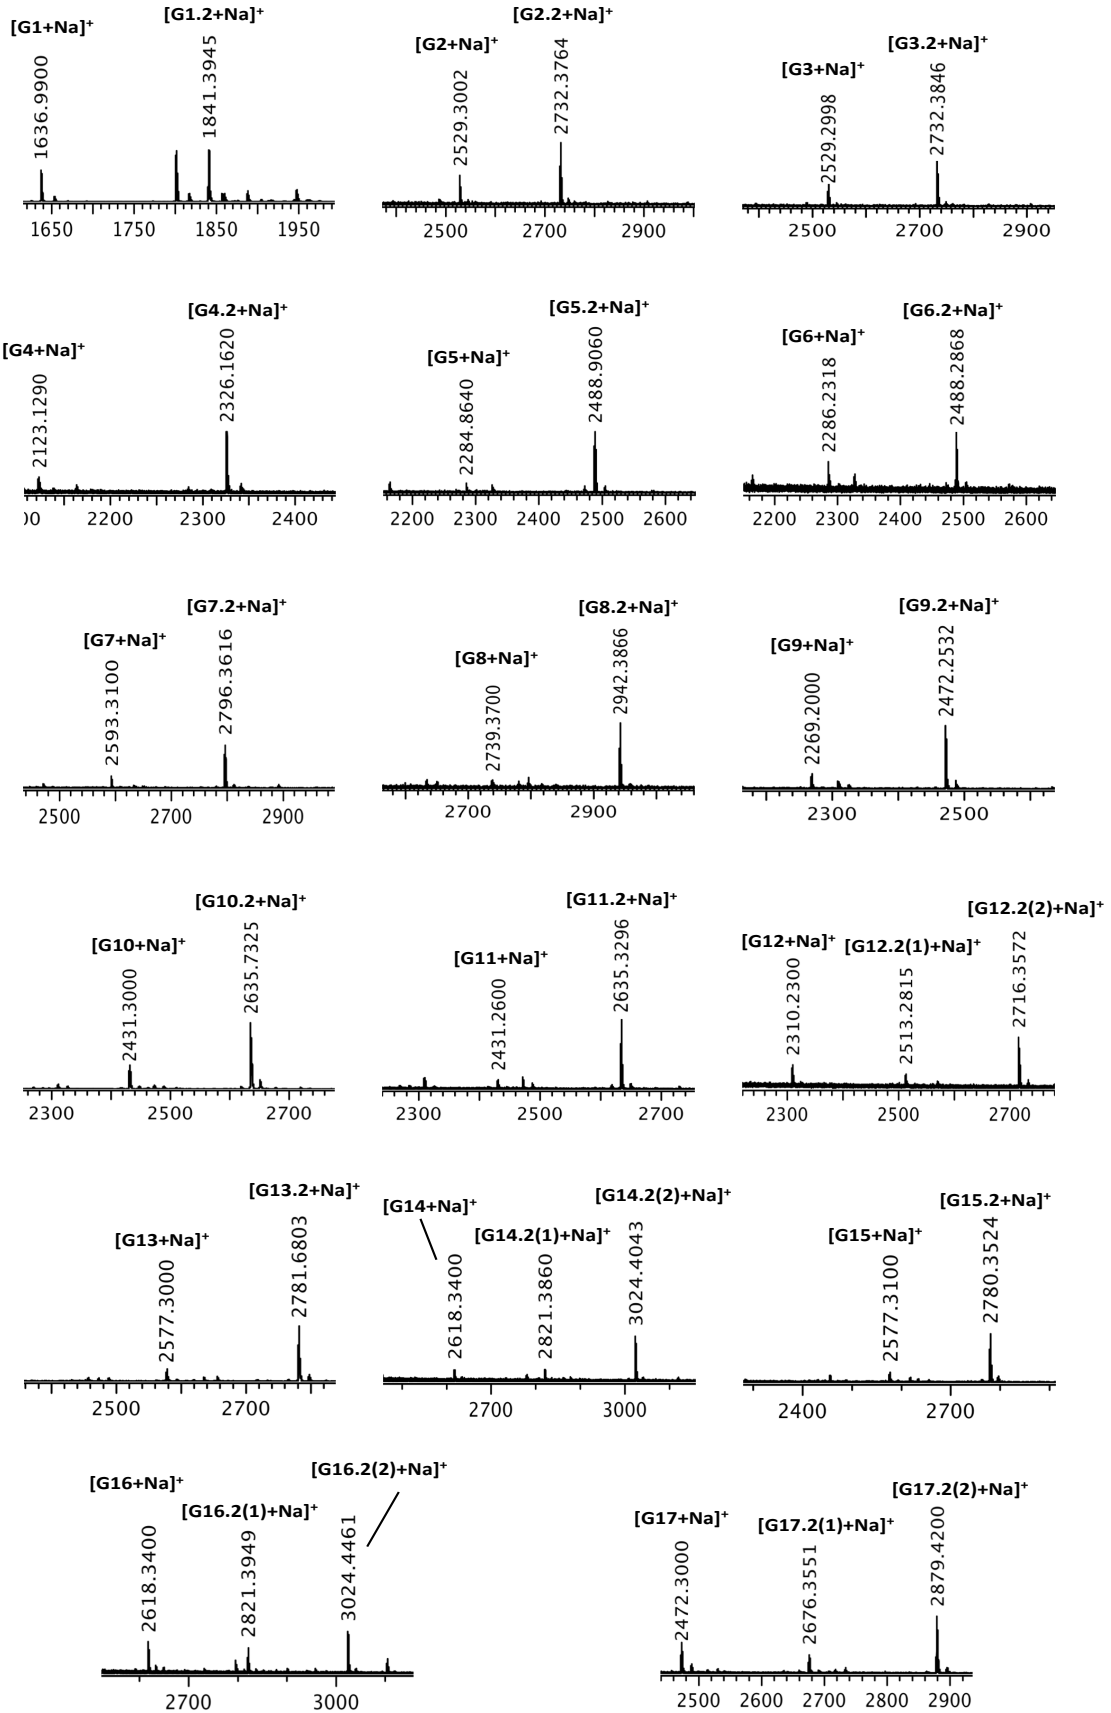 [G1+Na]⁺
1636.9900
[G1.2+Na]⁺
1841.3945
1650 1750 1850 1950
[G2+Na]⁺
2529.3002
[G2.2+Na]⁺
2732.3764
2500 2700 2900
[G3+Na]⁺
2529.2998
[G3.2+Na]⁺
2732.3846
2500 2700 2900
[G4+Na]⁺
2123.1290
[G4.2+Na]⁺
2326.1620
00 2200 2300 2400
[G5+Na]⁺
2284.8640
[G5.2+Na]⁺
2488.9060
2200 2300 2400 2500 2600
[G6+Na]⁺
2286.2318
[G6.2+Na]⁺
2488.2868
2200 2300 2400 2500 2600
[G7+Na]⁺
2593.3100
[G7.2+Na]⁺
2796.3616
2500 2700 2900
[G8+Na]⁺
2739.3700
[G8.2+Na]⁺
2942.3866
2700 2900
[G9+Na]⁺
2269.2000
[G9.2+Na]⁺
2472.2532
2300 2500
[G10+Na]⁺
2431.3000
[G10.2+Na]⁺
2635.7325
2300 2500 2700
[G11+Na]⁺
2431.2600
[G11.2+Na]⁺
2635.3296
2300 2500 2700
[G12+Na]⁺
2310.2300
[G12.2(1)+Na]⁺
2513.2815
[G12.2(2)+Na]⁺
2716.3572
2300 2500 2700
[G13+Na]⁺
2577.3000
[G13.2+Na]⁺
2781.6803
2500 2700
[G14+Na]⁺
2618.3400
[G14.2(1)+Na]⁺
2821.3860
[G14.2(2)+Na]⁺
3024.4043
2700 3000
[G15+Na]⁺
2577.3100
[G15.2+Na]⁺
2780.3524
2400 2700
[G16+Na]⁺
2618.3400
[G16.2(1)+Na]⁺
2821.3949
[G16.2(2)+Na]⁺
3024.4461
2700 3000
[G17+Na]⁺
2472.3000
[G17.2(1)+Na]⁺
2676.3551
[G17.2(2)+Na]⁺
2879.4200
2500 2600 2700 2800 2900